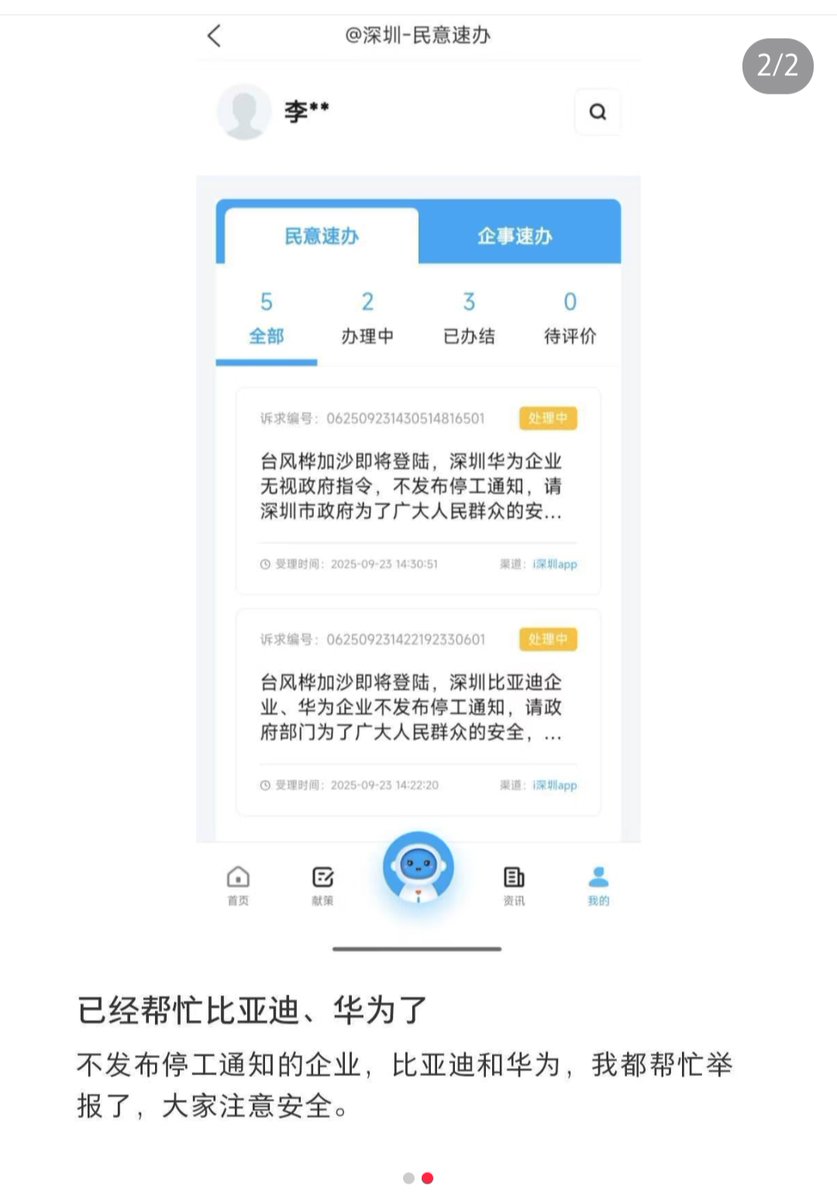 @深圳-民意速办
2/2
李**
民意速办
企事速办
5 2 3 0
全部 办理中 已办结 待评价
诉求编号：062509231430514816501 处理中
台风桦加沙即将登陆，深圳华为企业
无视政府指令，不发布停工通知，请
深圳市政府为了广大人民群众的安...
受理时间：2025-09-23 14:30:51 渠道：i深圳app
诉求编号：062509231422192330601 处理中
台风桦加沙即将登陆，深圳比亚迪企
业、华为企业不发布停工通知，请政
府部门为了广大人民群众的安全，...
受理时间：2025-09-23 14:22:20 渠道：i深圳app
首页 献策 资讯 我的
已经帮忙比亚迪、华为了
不发布停工通知的企业，比亚迪和华为，我都帮忙举
报了，大家注意安全。